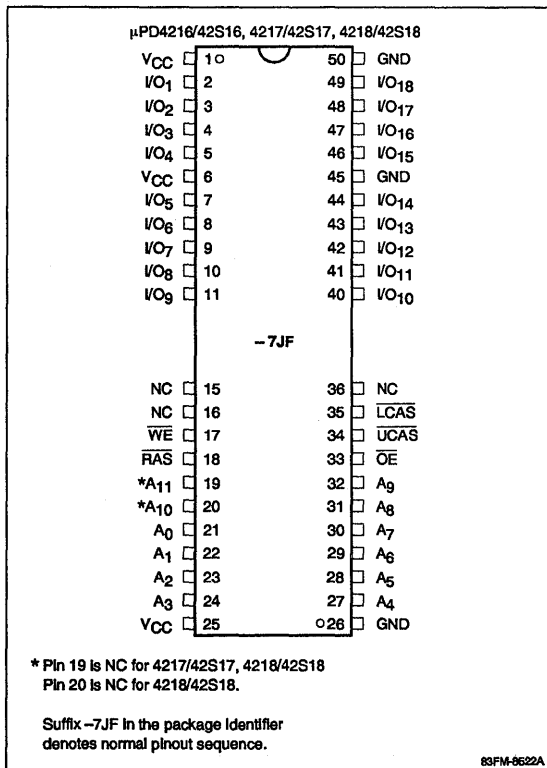 μPD4216/42S16, 4217/42S17, 4218/42S18
VCC 1 50 GND
I/O1 2 49 I/O18
I/O2 3 48 I/O17
I/O3 4 47 I/O16
I/O4 5 46 I/O15
VCC 6 45 GND
I/O5 7 44 I/O14
I/O6 8 43 I/O13
I/O7 9 42 I/O12
I/O8 10 41 I/O11
I/O9 11 40 I/O10
–7JF
NC 15 36 NC
NC 16 35 L̅C̅A̅S̅
W̅E̅ 17 34 U̅C̅A̅S̅
R̅A̅S̅ 18 33 O̅E̅
*A11 19 32 A9
*A10 20 31 A8
A0 21 30 A7
A1 22 29 A6
A2 23 28 A5
A3 24 27 A4
VCC 25 26 GND
* Pin 19 is NC for 4217/42S17, 4218/42S18
Pin 20 is NC for 4218/42S18.
Suffix –7JF in the package identifier
denotes normal pinout sequence.
83FM-8522A